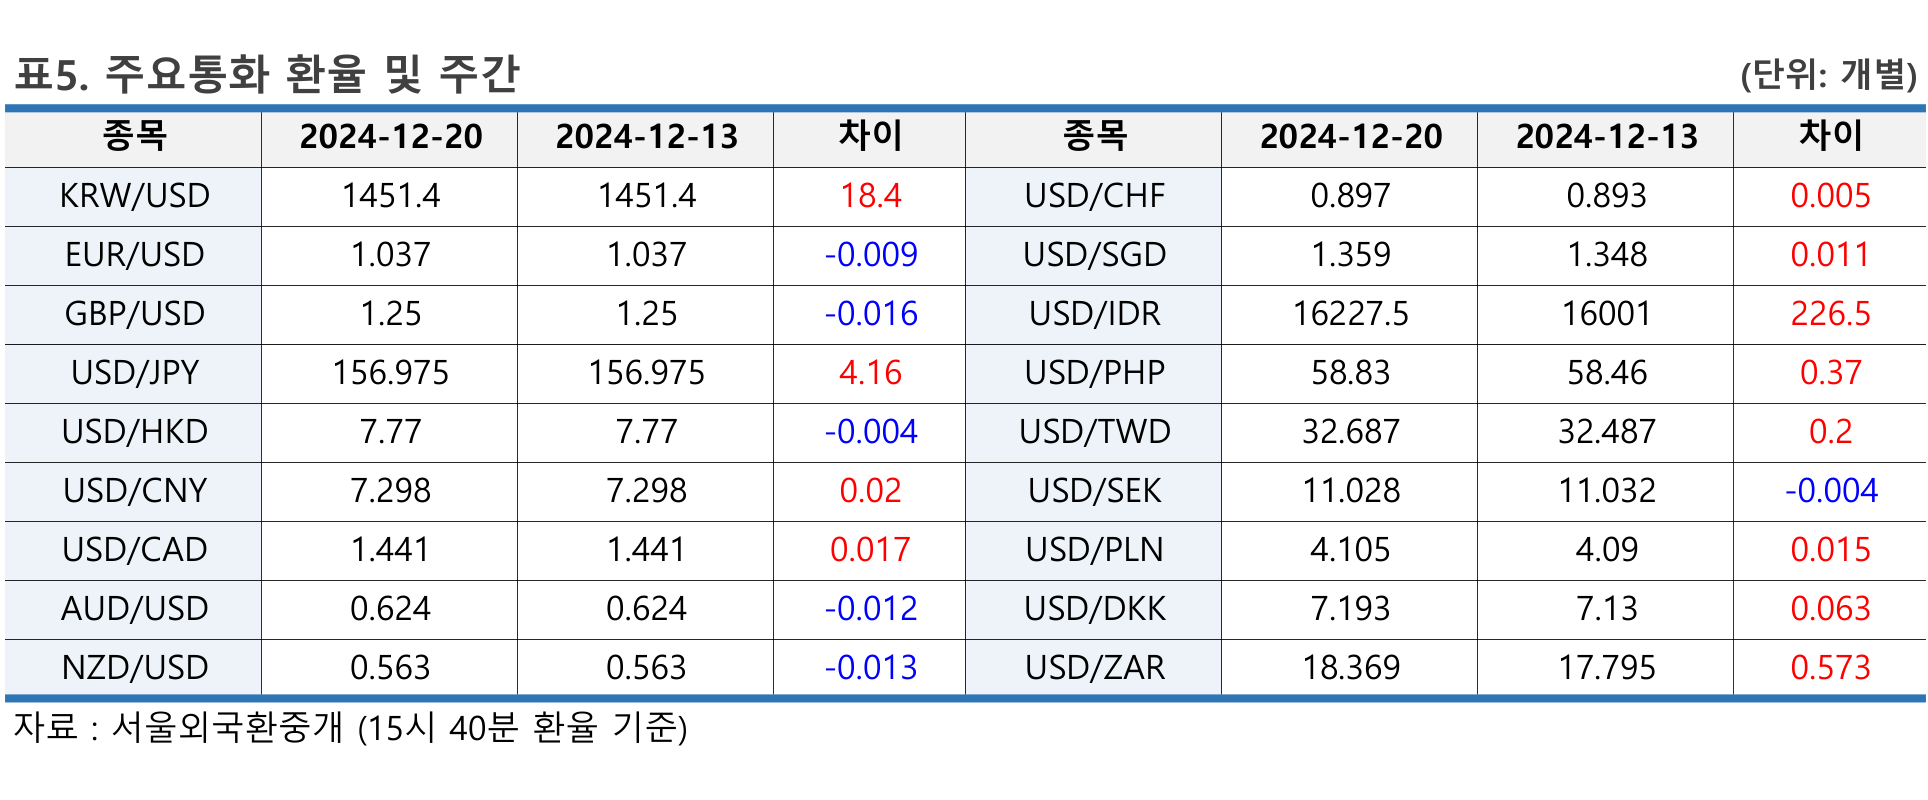 표5. 주요통화 환율 및 주간 (단위: 개별)
종목 2024-12-20 2024-12-13 차이 종목 2024-12-20 2024-12-13 차이
KRW/USD 1451.4 1451.4 18.4 USD/CHF 0.897 0.893 0.005
EUR/USD 1.037 1.037 -0.009 USD/SGD 1.359 1.348 0.011
GBP/USD 1.25 1.25 -0.016 USD/IDR 16227.5 16001 226.5
USD/JPY 156.975 156.975 4.16 USD/PHP 58.83 58.46 0.37
USD/HKD 7.77 7.77 -0.004 USD/TWD 32.687 32.487 0.2
USD/CNY 7.298 7.298 0.02 USD/SEK 11.028 11.032 -0.004
USD/CAD 1.441 1.441 0.017 USD/PLN 4.105 4.09 0.015
AUD/USD 0.624 0.624 -0.012 USD/DKK 7.193 7.13 0.063
NZD/USD 0.563 0.563 -0.013 USD/ZAR 18.369 17.795 0.573
자료 : 서울외국환중개 (15시 40분 환율 기준)